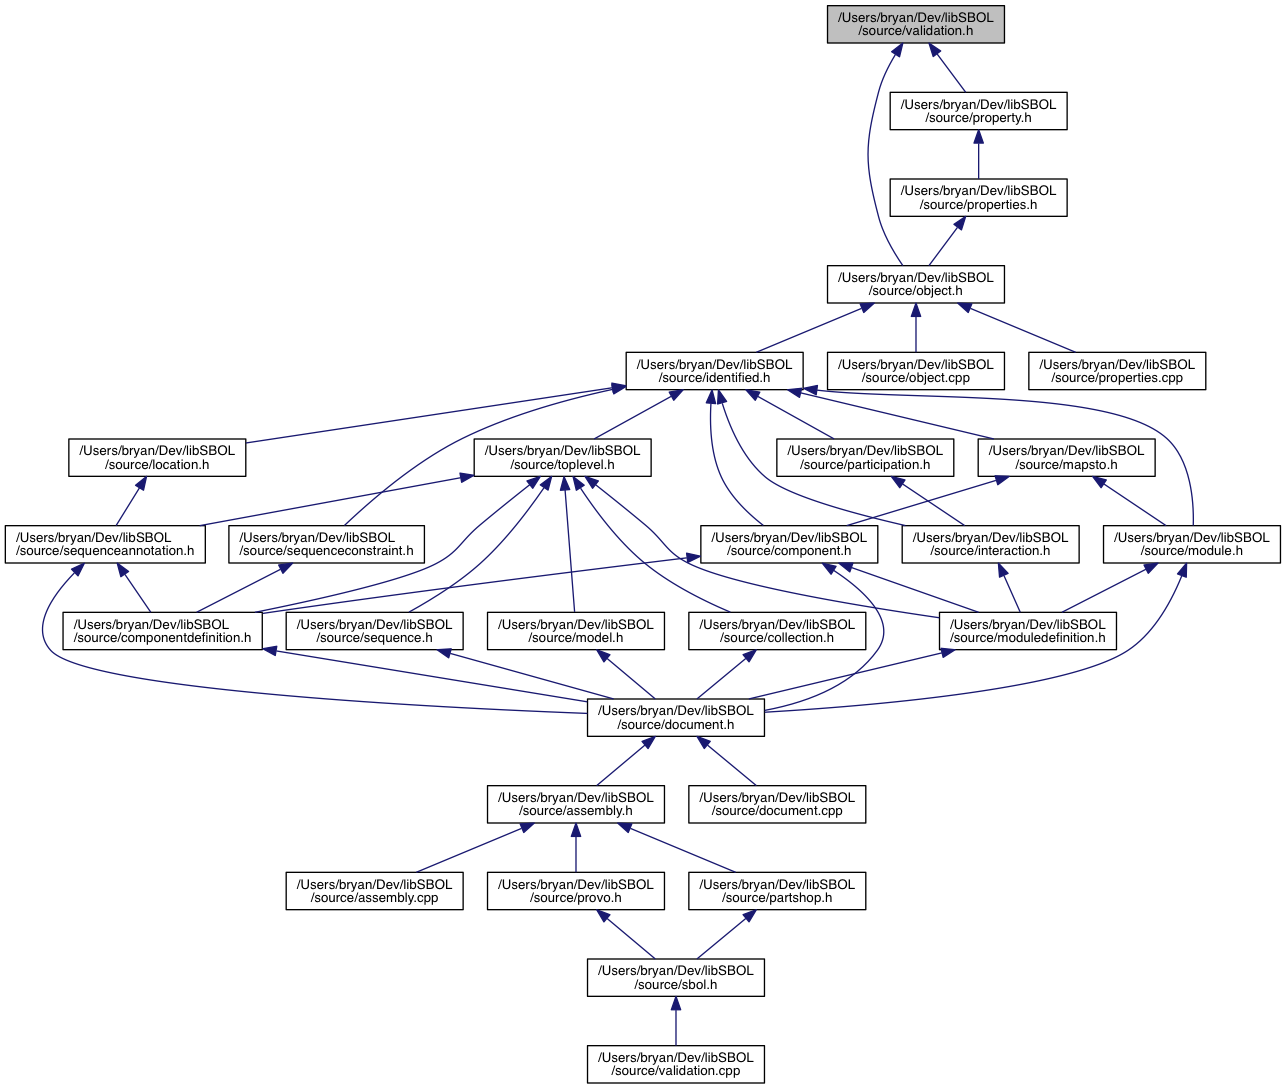 /Users/bryan/Dev/libSBOL
/source/validation.h
/Users/bryan/Dev/libSBOL
/source/property.h
/Users/bryan/Dev/libSBOL
/source/properties.h
/Users/bryan/Dev/libSBOL
/source/object.h
/Users/bryan/Dev/libSBOL
/source/identified.h
/Users/bryan/Dev/libSBOL
/source/object.cpp
/Users/bryan/Dev/libSBOL
/source/properties.cpp
/Users/bryan/Dev/libSBOL
/source/location.h
/Users/bryan/Dev/libSBOL
/source/toplevel.h
/Users/bryan/Dev/libSBOL
/source/participation.h
/Users/bryan/Dev/libSBOL
/source/mapsto.h
/Users/bryan/Dev/libSBOL
/source/sequenceannotation.h
/Users/bryan/Dev/libSBOL
/source/sequenceconstraint.h
/Users/bryan/Dev/libSBOL
/source/component.h
/Users/bryan/Dev/libSBOL
/source/interaction.h
/Users/bryan/Dev/libSBOL
/source/module.h
/Users/bryan/Dev/libSBOL
/source/componentdefinition.h
/Users/bryan/Dev/libSBOL
/source/sequence.h
/Users/bryan/Dev/libSBOL
/source/model.h
/Users/bryan/Dev/libSBOL
/source/collection.h
/Users/bryan/Dev/libSBOL
/source/moduledefinition.h
/Users/bryan/Dev/libSBOL
/source/document.h
/Users/bryan/Dev/libSBOL
/source/assembly.h
/Users/bryan/Dev/libSBOL
/source/document.cpp
/Users/bryan/Dev/libSBOL
/source/assembly.cpp
/Users/bryan/Dev/libSBOL
/source/provo.h
/Users/bryan/Dev/libSBOL
/source/partshop.h
/Users/bryan/Dev/libSBOL
/source/sbol.h
/Users/bryan/Dev/libSBOL
/source/validation.cpp